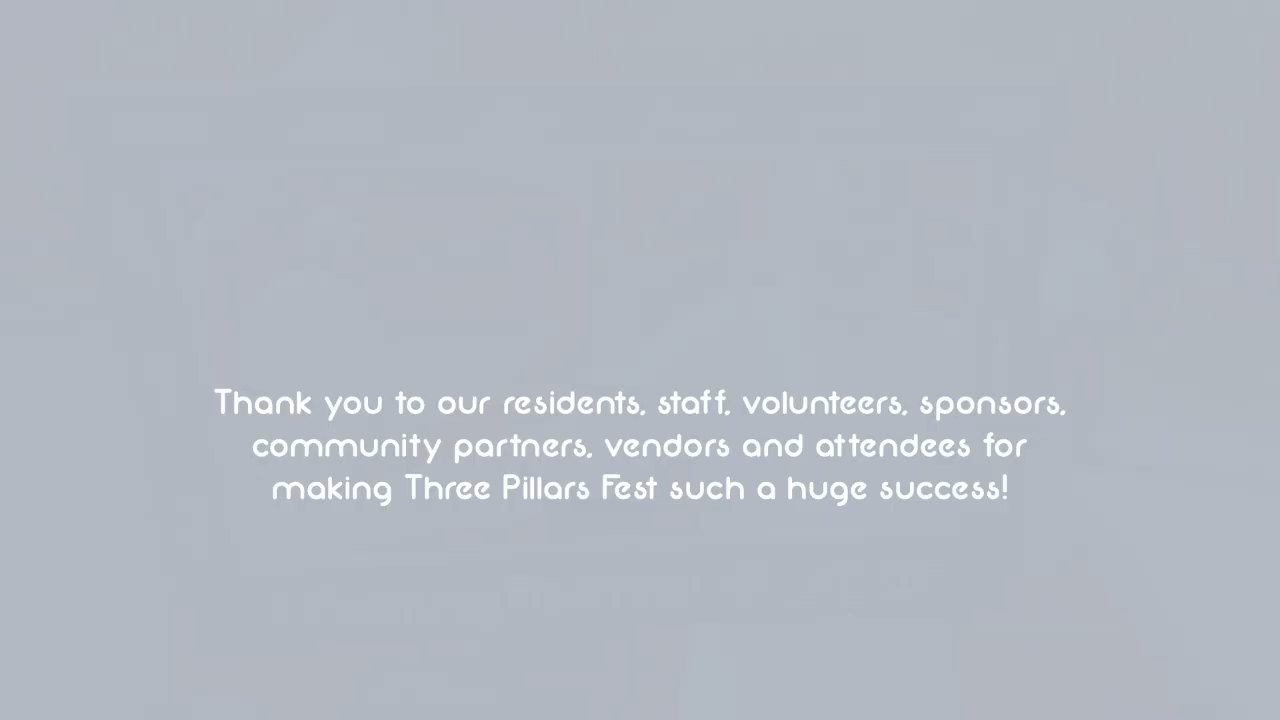 Thank you to our residents, staff, volunteers, sponsors,
community partners, vendors and attendees for
making Three Pillars Fest such a huge success!